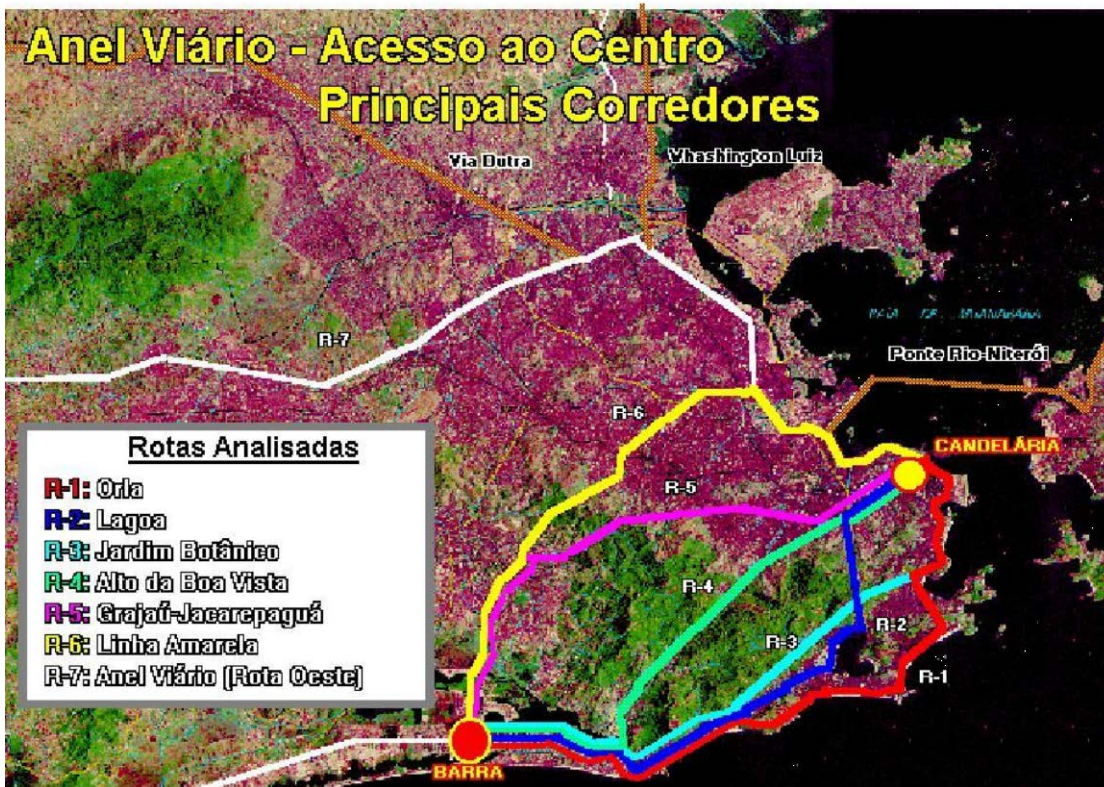 Anel Viário - Acesso ao Centro
Principais Corredores
Via Dutra
Whashington Luiz
R-7
Ponte Rio-Niterói
R-6
CANDELÁRIA
R-5
R-4
R-3
R-2
R-1
BARRA
Rotas Analisadas
R-1: Orla
R-2: Lagoa
R-3: Jardim Botânico
R-4: Alto da Boa Vista
R-5: Grajaú-Jacarepaguá
R-6: Linha Amarela
R-7: Anel Viário (Rota Oeste)